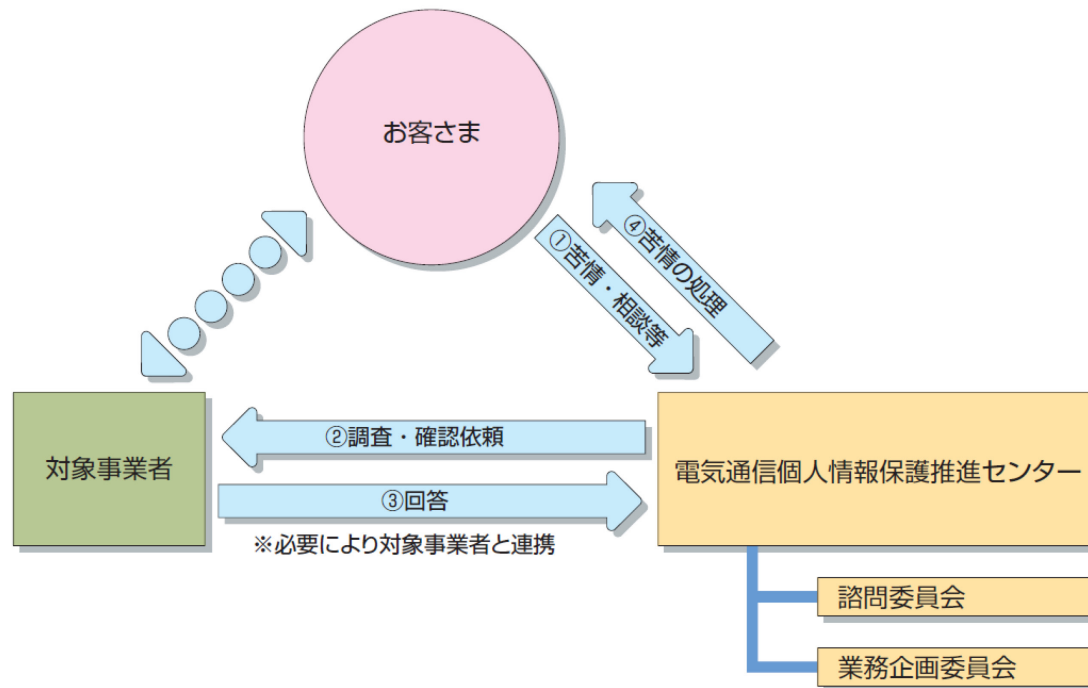 お客さま
①苦情・相談等
④苦情の処理
対象事業者
②調査・確認依頼
③回答
※必要により対象事業者と連携
電気通信個人情報保護推進センター
諮問委員会
業務企画委員会